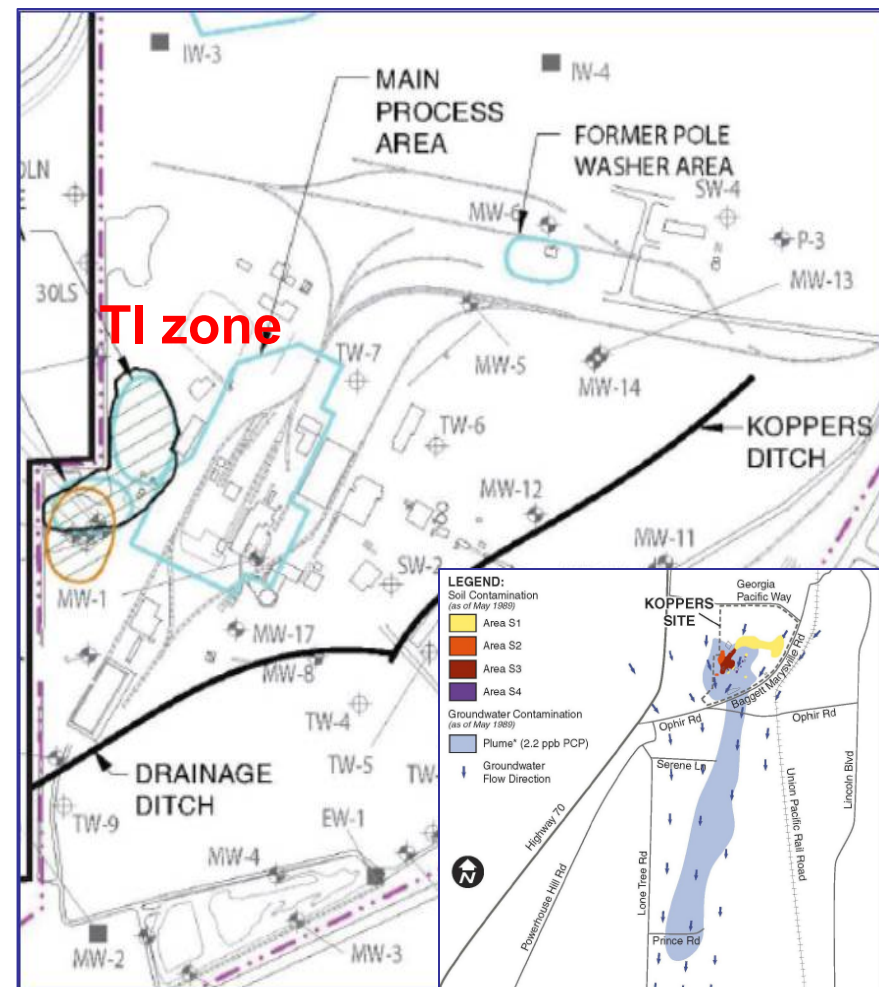 IW-3
IW-4
MAIN
PROCESS
AREA
FORMER POLE
WASHER AREA
SW-4
MW-6
P-3
MW-13
30LS
TI zone
TW-7
MW-5
MW-14
KOPPERS
DITCH
TW-6
MW-12
MW-11
SW-2
MW-1
MW-17
MW-8
TW-4
TW-5
TW-
DRAINAGE
DITCH
TW-9
EW-1
MW-4
MW-2
MW-3
LEGEND:
Soil Contamination
(as of May 1989)
Area S1
Area S2
Area S3
Area S4
Groundwater Contamination
(as of May 1989)
Plume* (2.2 ppb PCP)
Groundwater
Flow Direction
Georgia
Pacific Way
KOPPERS
SITE
Baggett Marysville Rd
Ophir Rd
Ophir Rd
Serene Ln
Highway 70
Powerhouse Hill Rd
Lone Tree Rd
Union Pacific Rail Road
Lincoln Blvd
Prince Rd
N